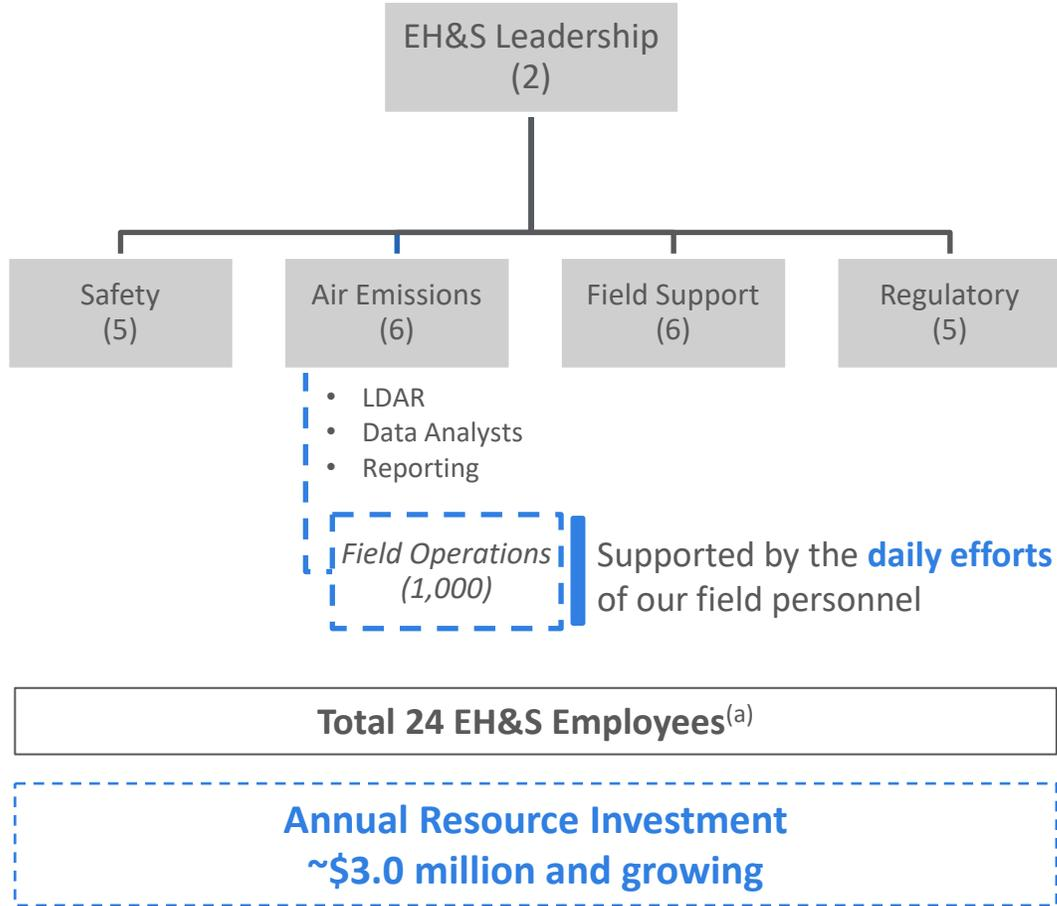 EH&S Leadership
(2)
Safety
(5)
Air Emissions
(6)
Field Support
(6)
Regulatory
(5)
• LDAR
• Data Analysts
• Reporting
Field Operations
(1,000)
Supported by the daily efforts
of our field personnel
Total 24 EH&S Employees(a)
Annual Resource Investment
~$3.0 million and growing